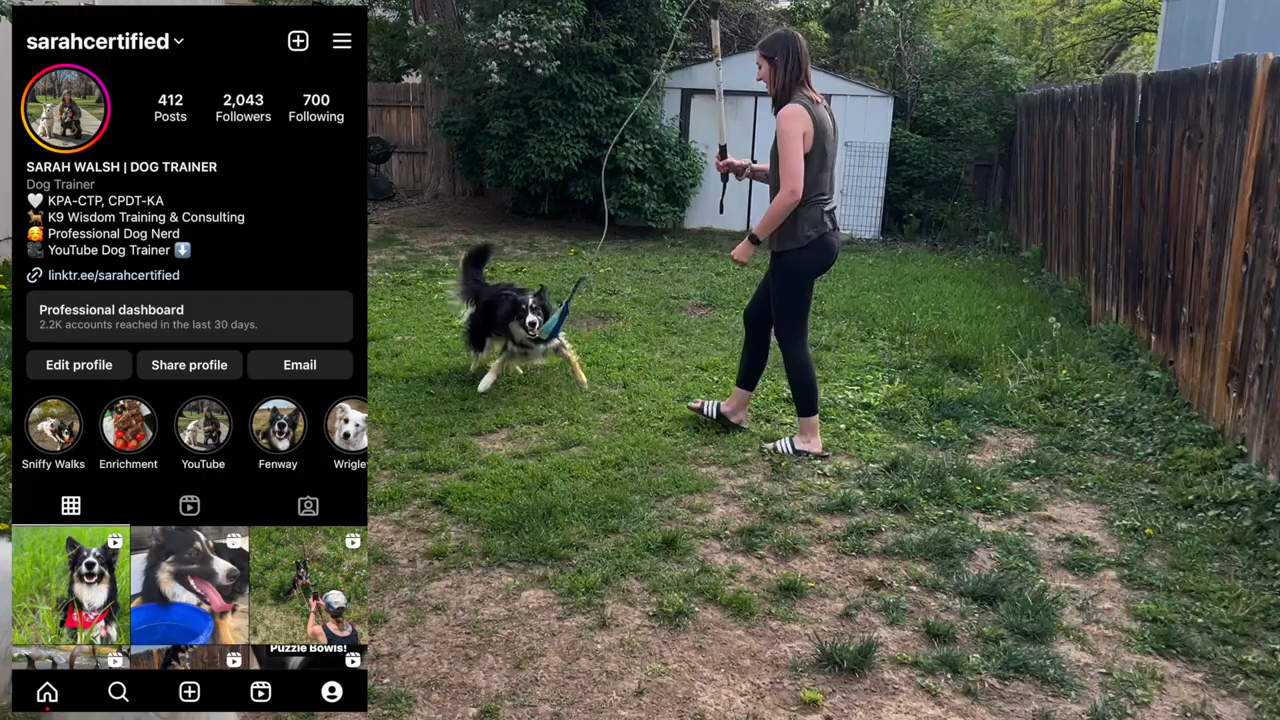 sarahcertified
412
Posts
2,043
Followers
700
Following
SARAH WALSH | DOG TRAINER
Dog Trainer
🤍 KPA-CTP, CPDT-KA
🐕 K9 Wisdom Training & Consulting
🥰 Professional Dog Nerd
YouTube Dog Trainer ⬇️
linktr.ee/sarahcertified
Professional dashboard
2.2K accounts reached in the last 30 days.
Edit profile
Share profile
Email
Sniffy Walks
Enrichment
YouTube
Fenway
Wrigle
Puzzle Bowls!